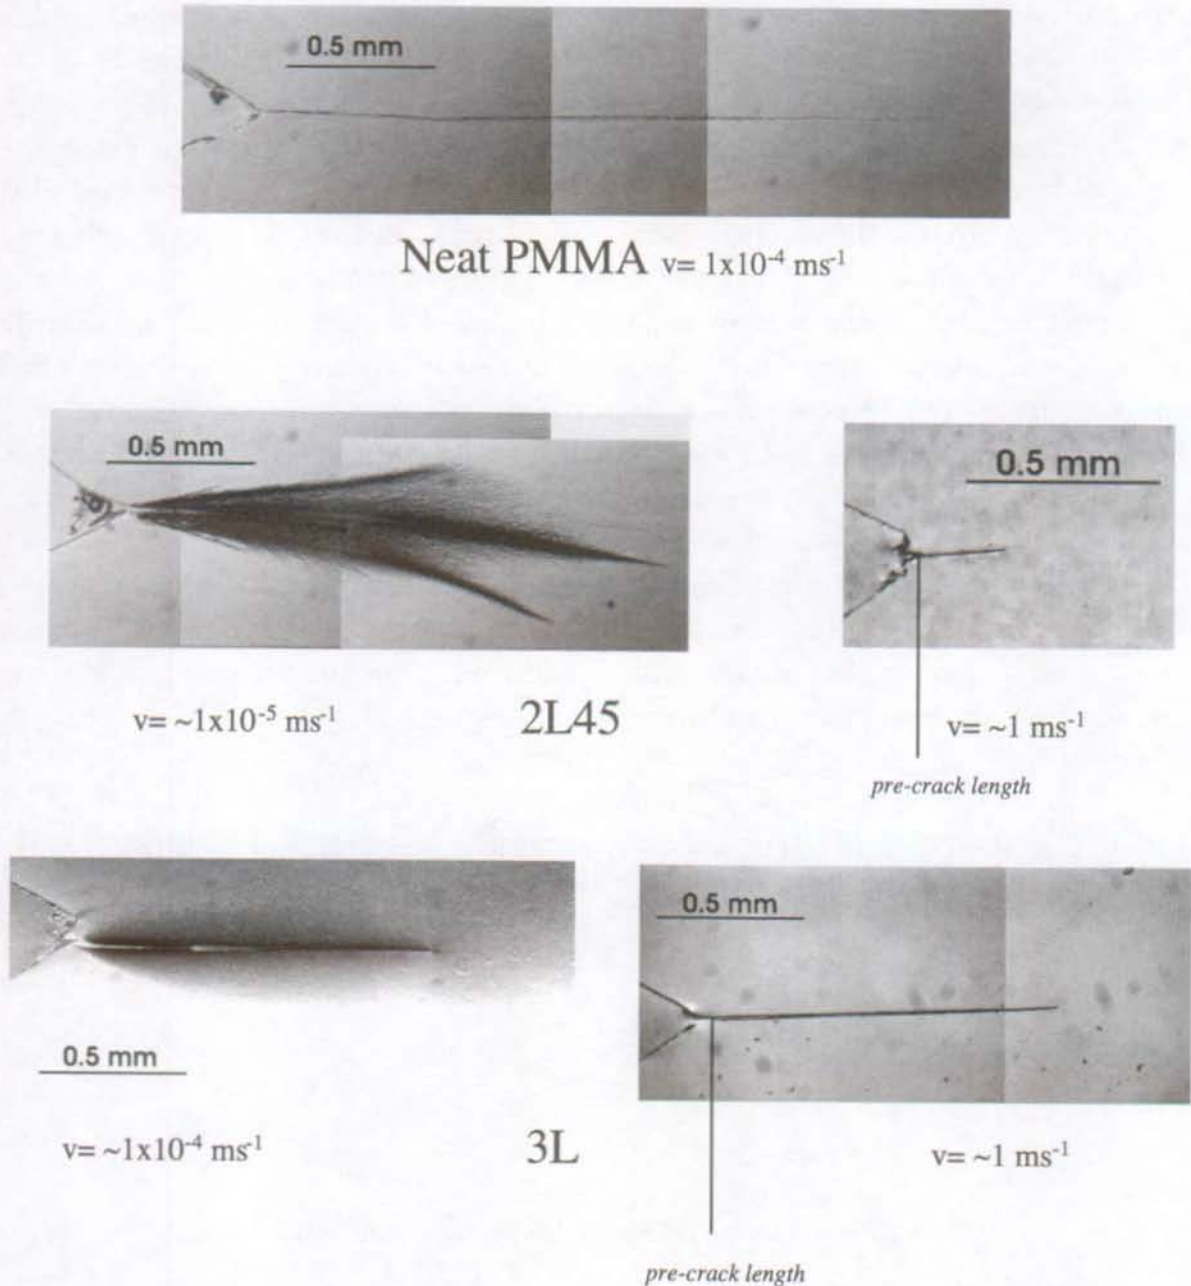 0.5 mm
Neat PMMA v= 1x10⁻⁴ ms⁻¹
0.5 mm
0.5 mm
v= ~1x10⁻⁵ ms⁻¹
2L45
v= ~1 ms⁻¹
pre-crack length
0.5 mm
0.5 mm
v= ~1x10⁻⁴ ms⁻¹
3L
v= ~1 ms⁻¹
pre-crack length